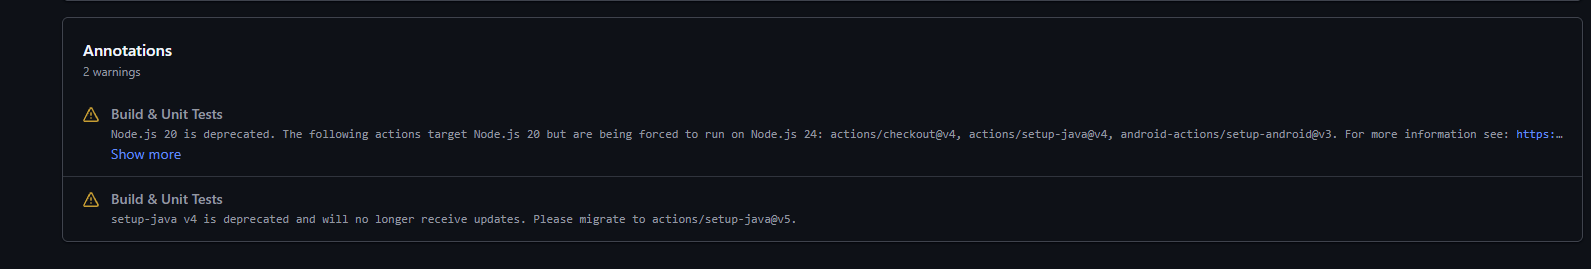 Annotations
2 warnings
Build & Unit Tests
Node.js 20 is deprecated. The following actions target Node.js 20 but are being forced to run on Node.js 24: actions/checkout@v4, actions/setup-java@v4, android-actions/setup-android@v3. For more information see: https:…
Show more
Build & Unit Tests
setup-java v4 is deprecated and will no longer receive updates. Please migrate to actions/setup-java@v5.